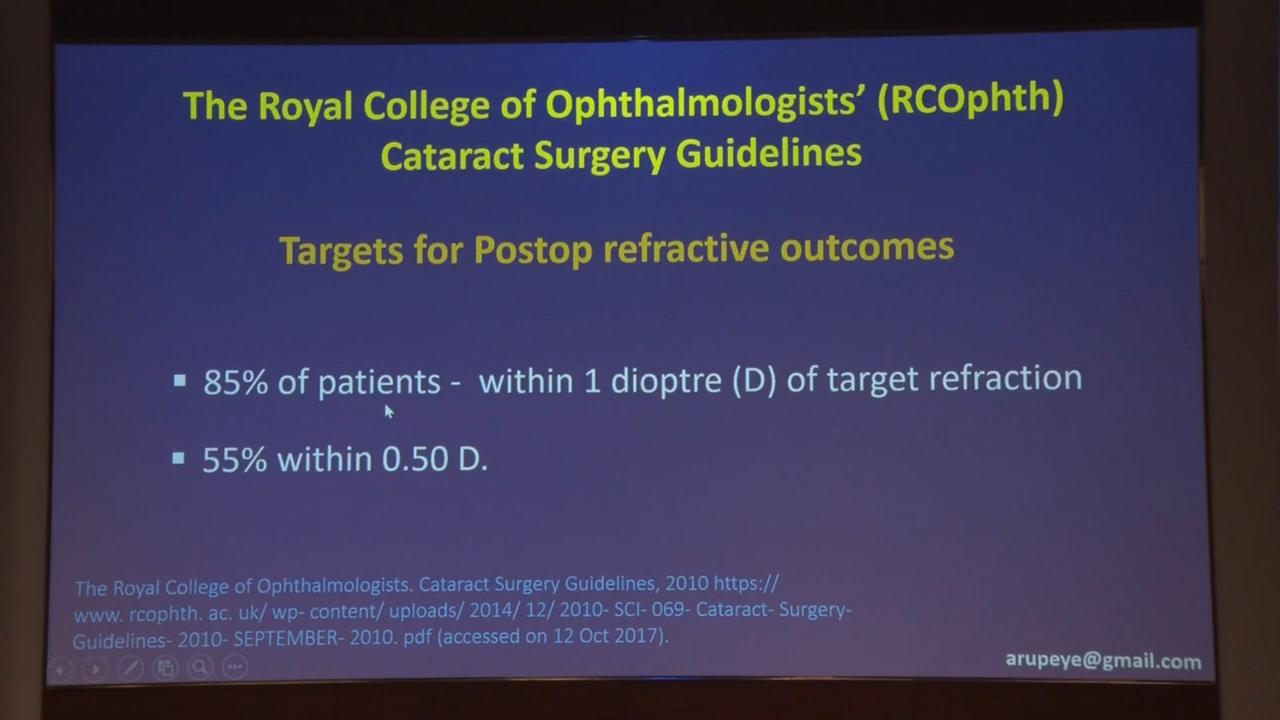 The Royal College of Ophthalmologists’ (RCOphth)
Cataract Surgery Guidelines
Targets for Postop refractive outcomes
▪ 85% of patients - within 1 dioptre (D) of target refraction
▪ 55% within 0.50 D.
The Royal College of Ophthalmologists. Cataract Surgery Guidelines, 2010 https://
www. rcophth. ac. uk/ wp- content/ uploads/ 2014/ 12/ 2010- SCI- 069- Cataract- Surgery-
Guidelines- 2010- SEPTEMBER- 2010. pdf (accessed on 12 Oct 2017).
arupeye@gmail.com